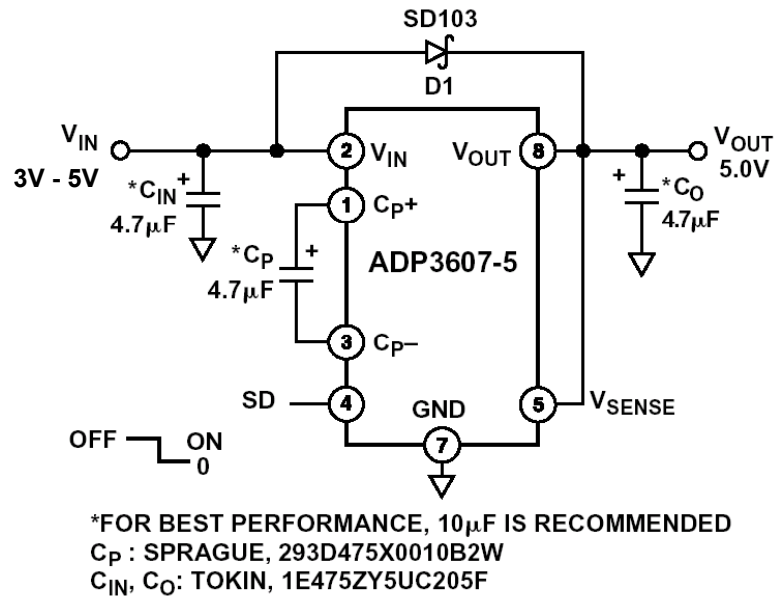 SD103
D1
VIN
3V - 5V
*CIN
+
4.7μF
2
VIN
VOUT
8
VOUT
5.0V
+
*CO
4.7μF
1
CP+
*CP
+
4.7μF
ADP3607-5
3
CP–
SD
4
GND
7
5
VSENSE
OFF
ON
0
*FOR BEST PERFORMANCE, 10μF IS RECOMMENDED
CP : SPRAGUE, 293D475X0010B2W
CIN, CO: TOKIN, 1E475ZY5UC205F